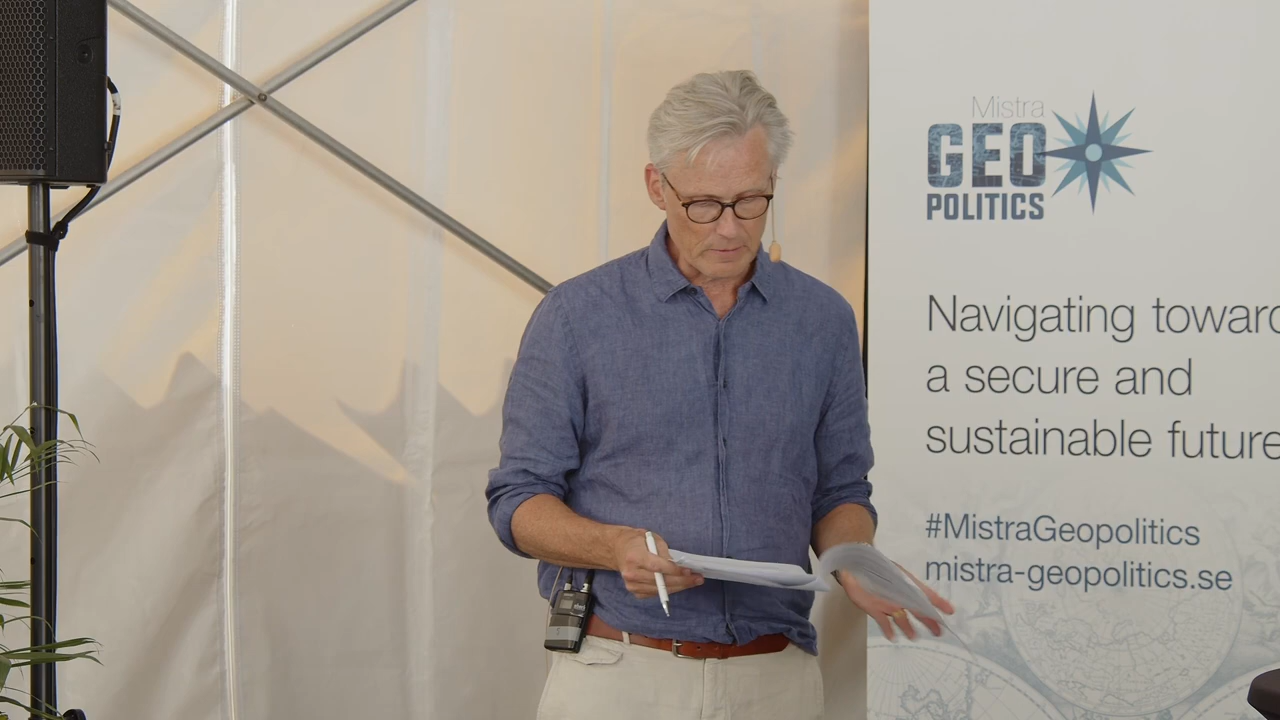 Mistra
GEO
POLITICS
Navigating toward
a secure and
sustainable future
#MistraGeopolitics
mistra-geopolitics.se